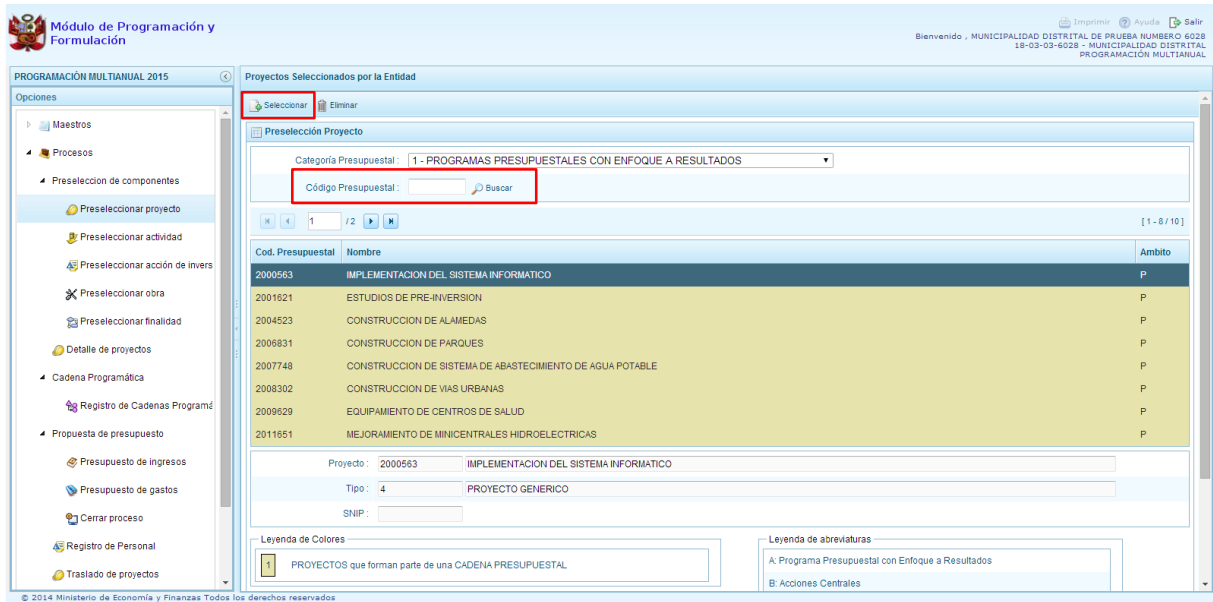 Módulo de Programación y
Formulación
Imprimir Ayuda Salir
Bienvenido , MUNICIPALIDAD DISTRITAL DE PRUEBA NUMBERO 6028
18-03-03-6028 - MUNICIPALIDAD DISTRITAL
PROGRAMACIÓN MULTIANUAL
PROGRAMACIÓN MULTIANUAL 2015
Opciones
Maestros
Procesos
Preseleccion de componentes
Preseleccionar proyecto
Preseleccionar actividad
Preseleccionar acción de invers
Preseleccionar obra
Preseleccionar finalidad
Detalle de proyectos
Cadena Programática
Registro de Cadenas Programá
Propuesta de presupuesto
Presupuesto de ingresos
Presupuesto de gastos
Cerrar proceso
Registro de Personal
Traslado de proyectos
Proyectos Seleccionados por la Entidad
Seleccionar Eliminar
Preselección Proyecto
Categoría Presupuestal : 1 - PROGRAMAS PRESUPUESTALES CON ENFOQUE A RESULTADOS
Código Presupuestal : Buscar
1 / 2 [ 1 - 8 / 10 ]
Cod. Presupuestal Nombre Ambito
2000563 IMPLEMENTACION DEL SISTEMA INFORMATICO P
2001621 ESTUDIOS DE PRE-INVERSION P
2004523 CONSTRUCCION DE ALAMEDAS P
2006831 CONSTRUCCION DE PARQUES P
2007748 CONSTRUCCION DE SISTEMA DE ABASTECIMIENTO DE AGUA POTABLE P
2008302 CONSTRUCCION DE VIAS URBANAS P
2009629 EQUIPAMIENTO DE CENTROS DE SALUD P
2011651 MEJORAMIENTO DE MINICENTRALES HIDROELECTRICAS P
Proyecto : 2000563 IMPLEMENTACION DEL SISTEMA INFORMATICO
Tipo : 4 PROYECTO GENERICO
SNIP :
Leyenda de Colores
1 PROYECTOS que forman parte de una CADENA PRESUPUESTAL
Leyenda de abreviaturas
A: Programa Presupuestal con Enfoque a Resultados
B: Acciones Centrales
© 2014 Ministerio de Economía y Finanzas Todos los derechos reservados